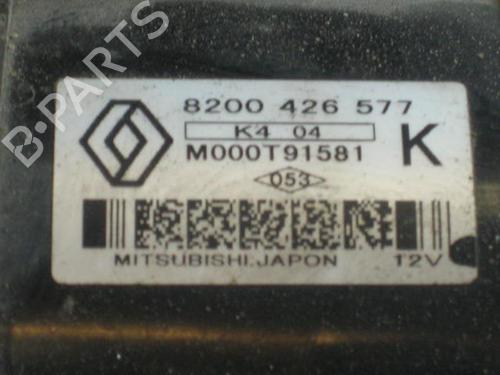 8200 426 577
K4 04
K
M000T91581
053
MITSUBISHI.JAPON 12V
B-PARTS